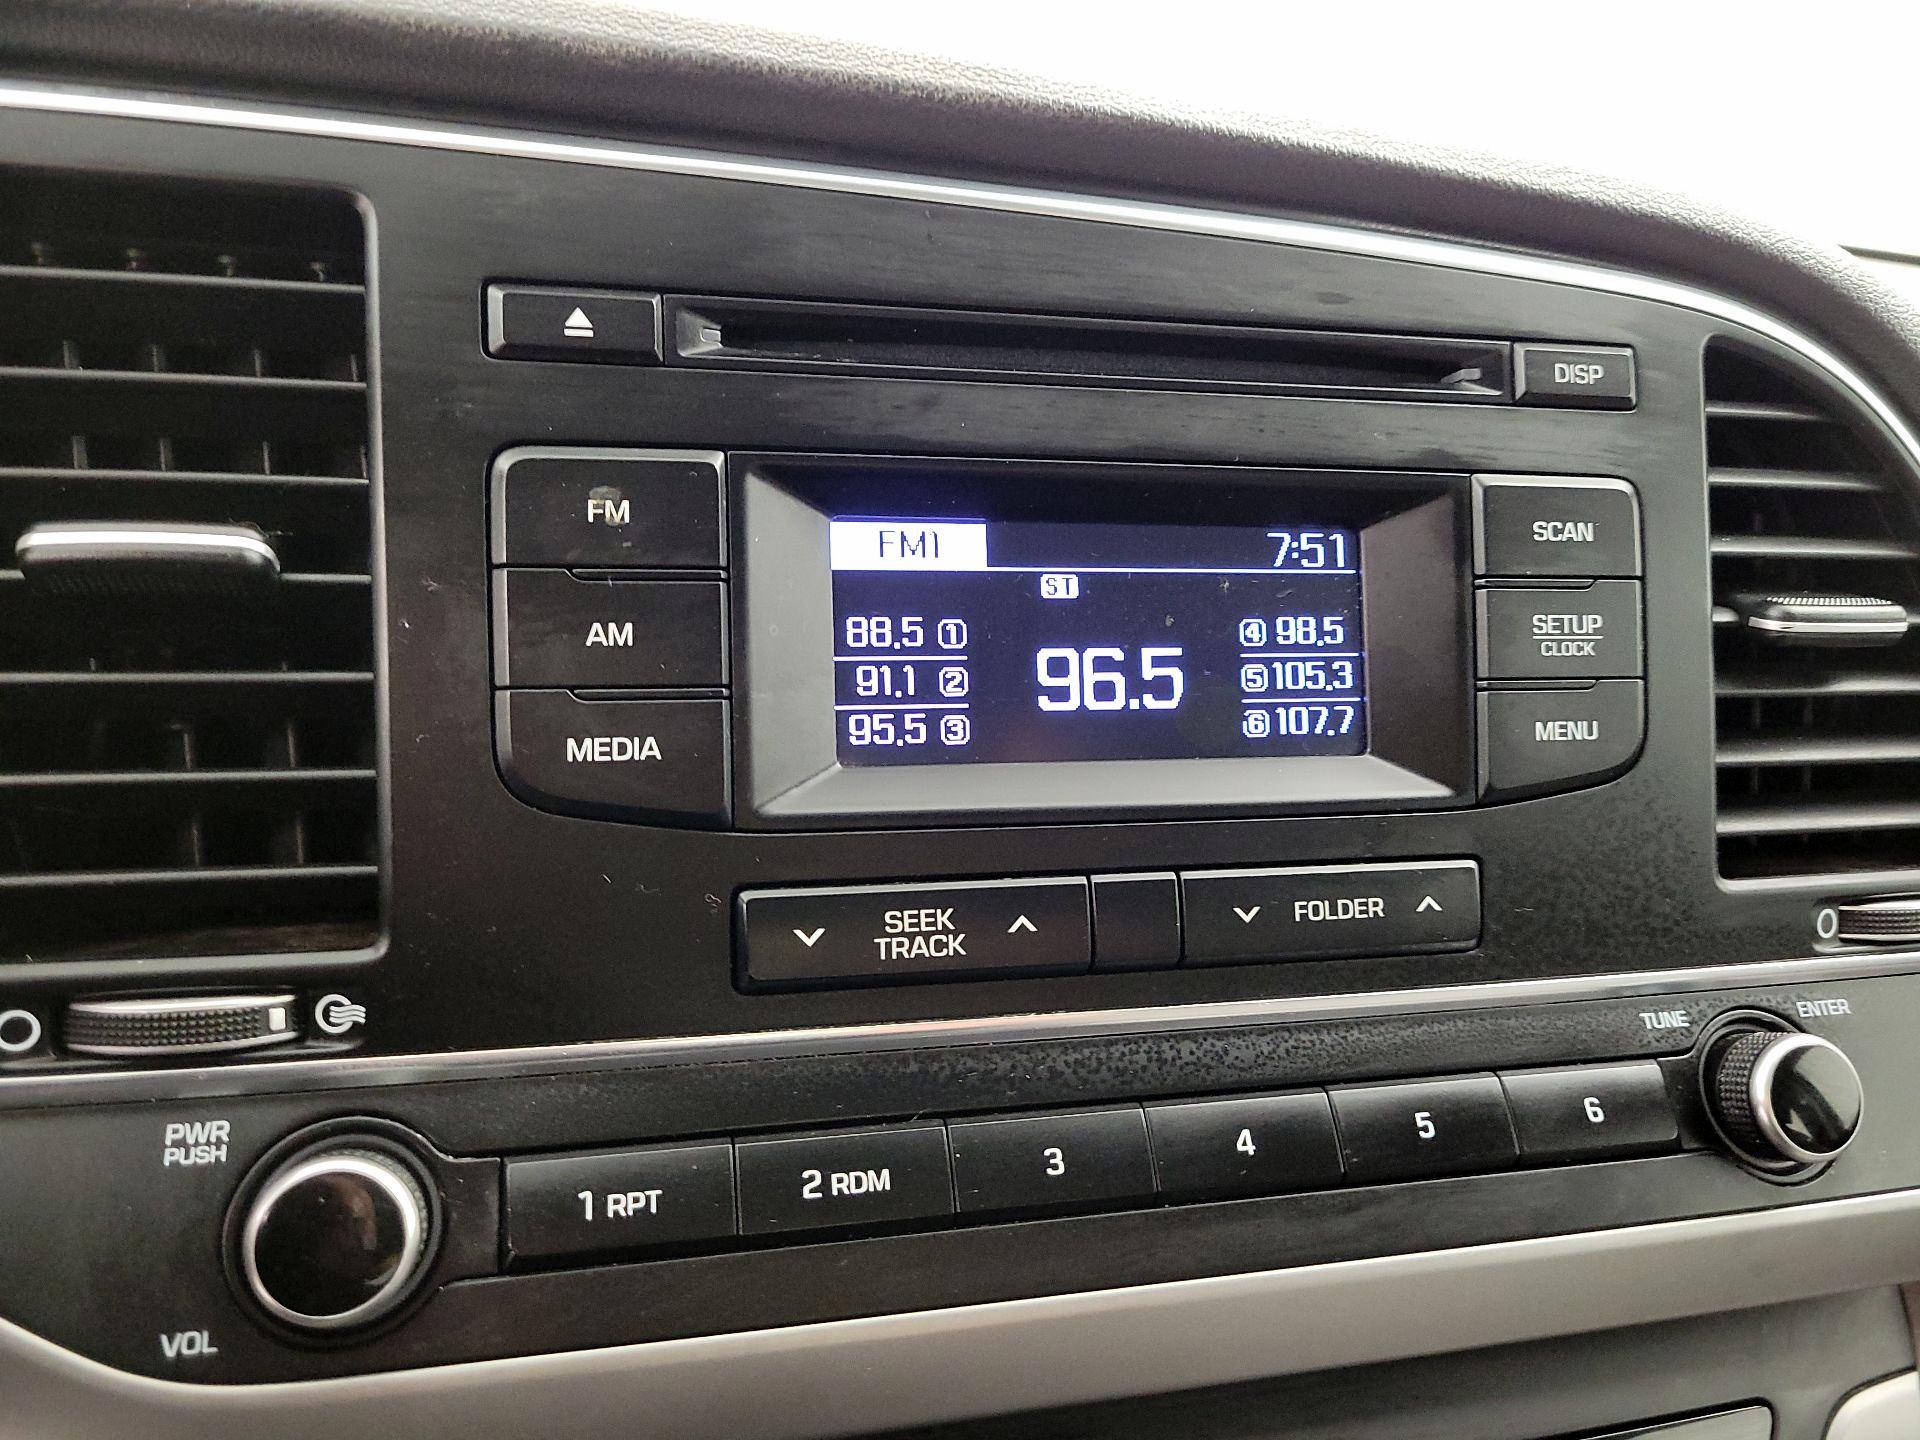 DISP
FM
AM
MEDIA
FM1 7:51
ST
88.5 1
91.1 2
95.5 3
96.5
4 98.5
5 105.3
6 107.7
SCAN
SETUP
CLOCK
MENU
SEEK
TRACK
FOLDER
TUNE ENTER
PWR
PUSH
VOL
1 RPT
2 RDM
3
4
5
6